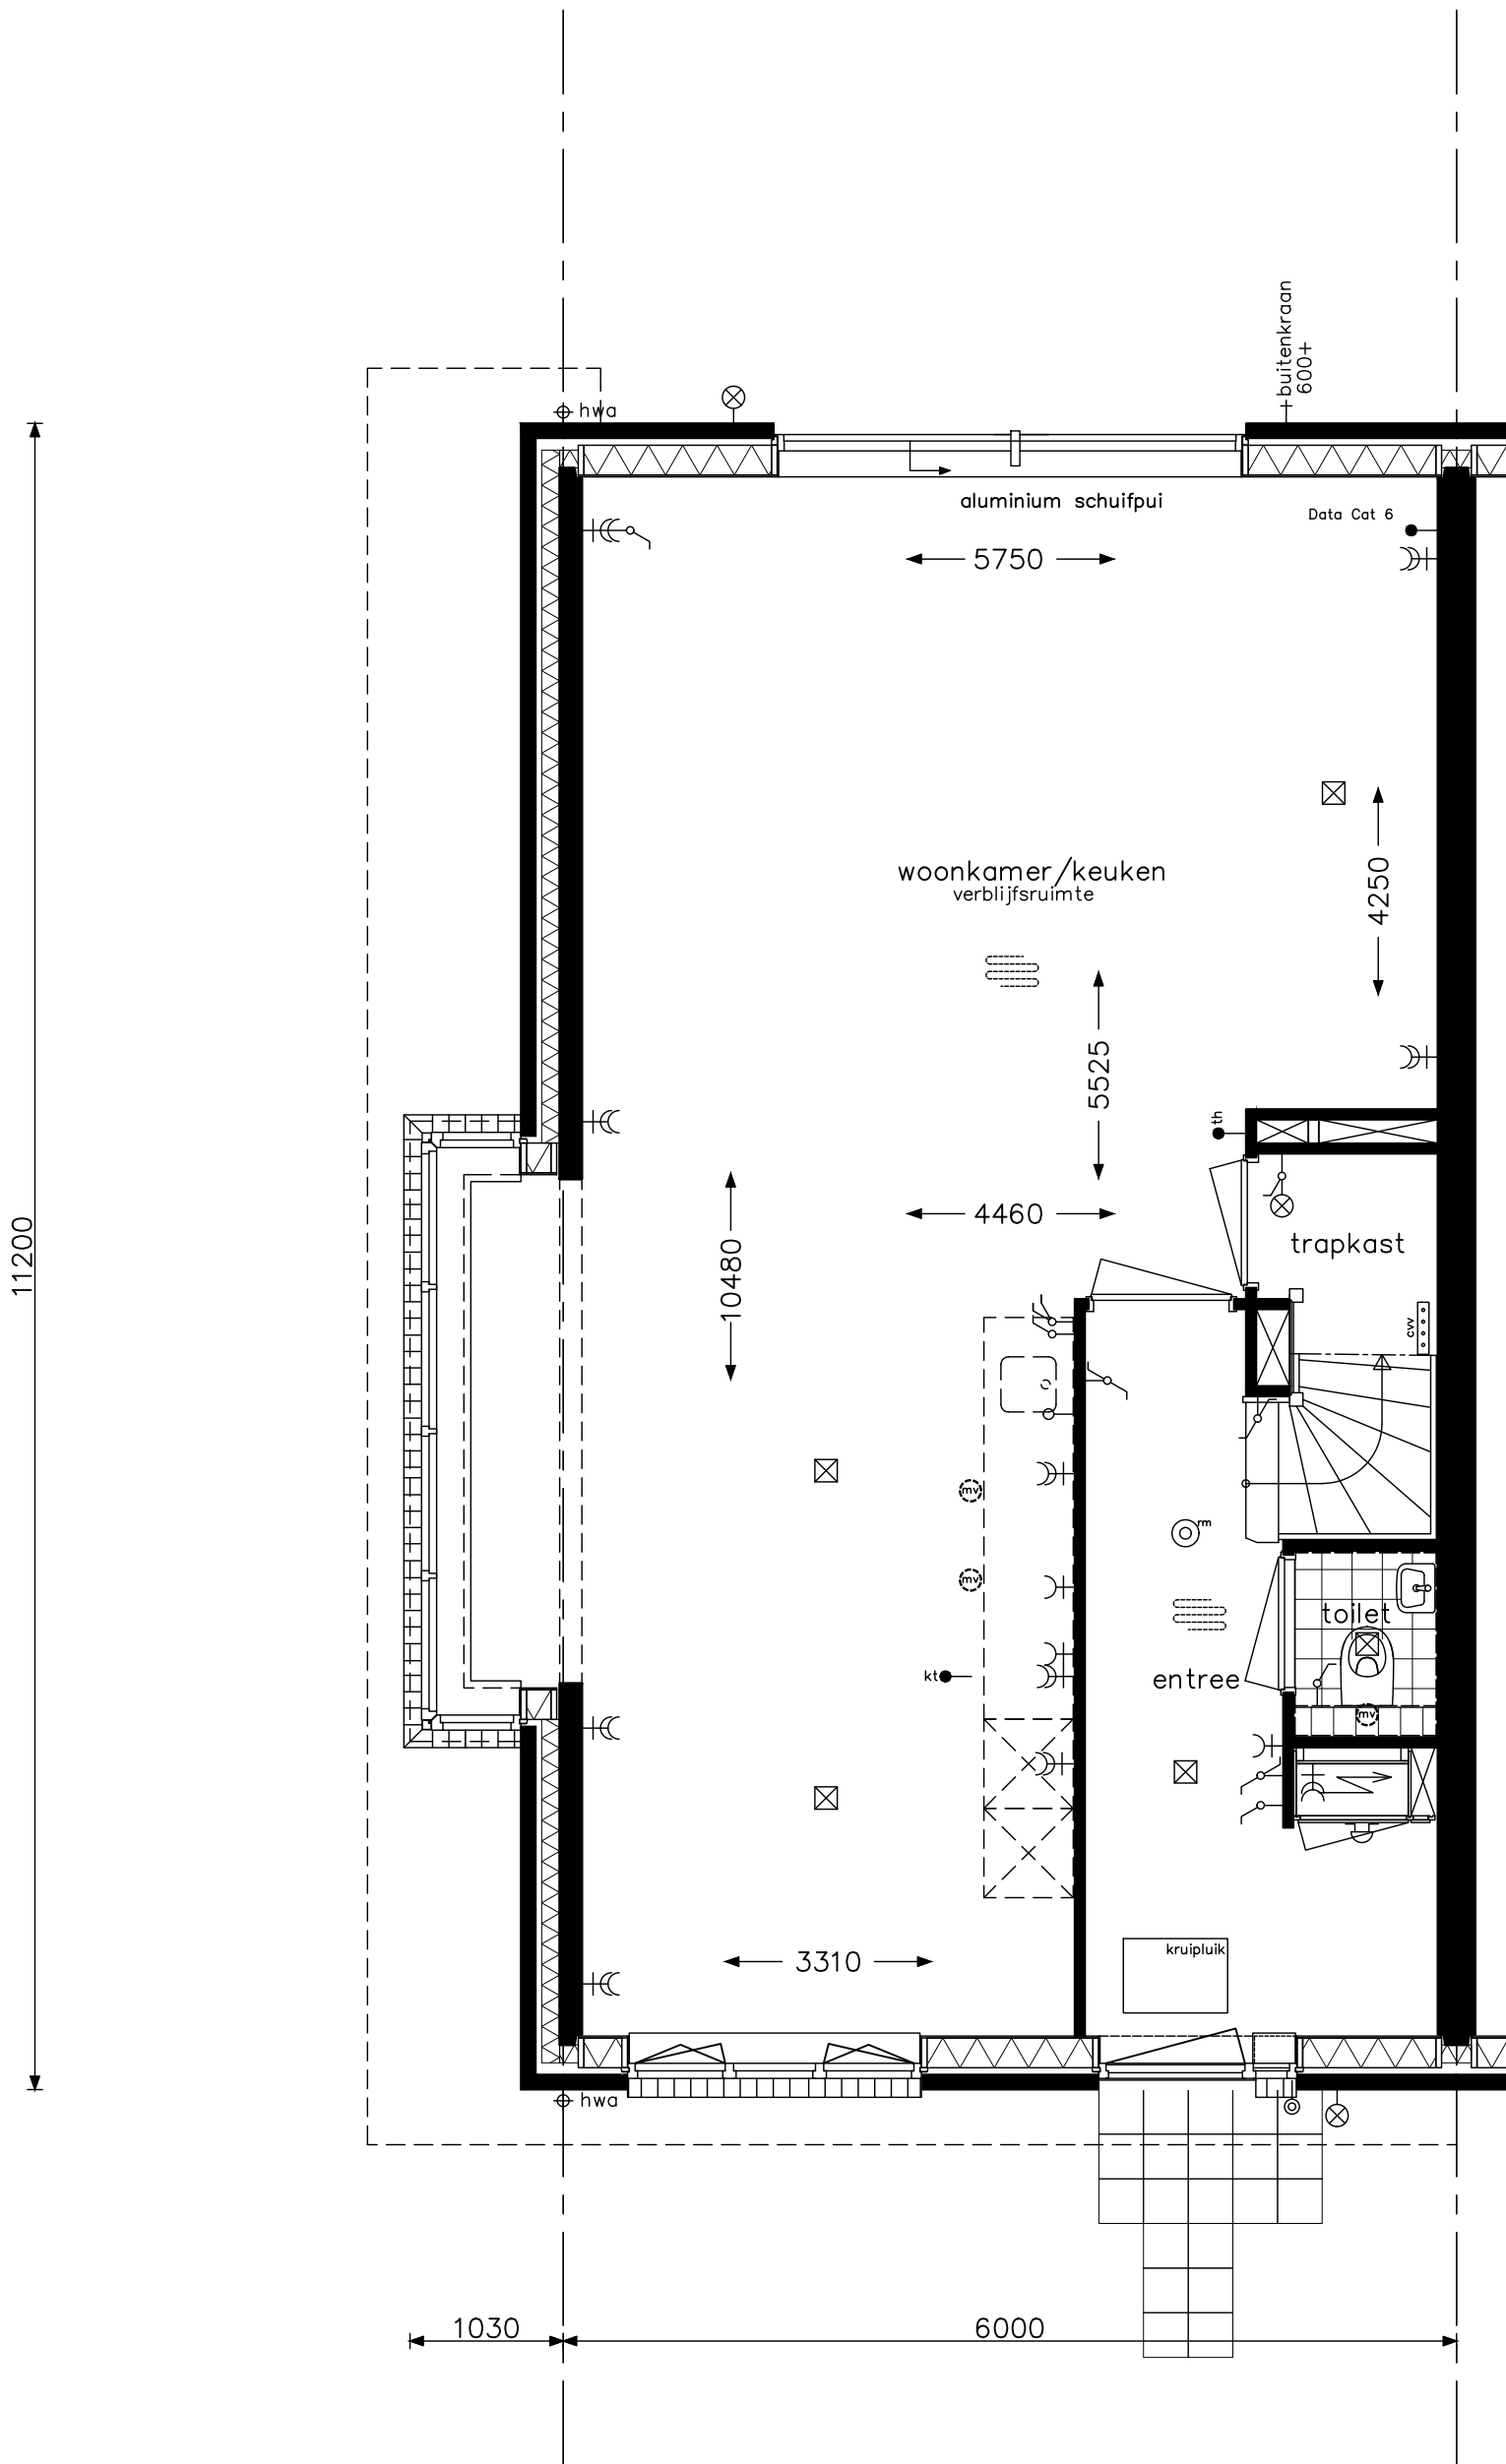 buitenkraan
600+
hwa
aluminium schuifpui
Data Cat 6
5750
woonkamer/keuken
verblijfsruimte
4250
5525
th
4460
trapkast
11200
10480
cvv
mv
rm
mv
toilet
kt
entree
mv
kruipluik
3310
hwa
1030
6000